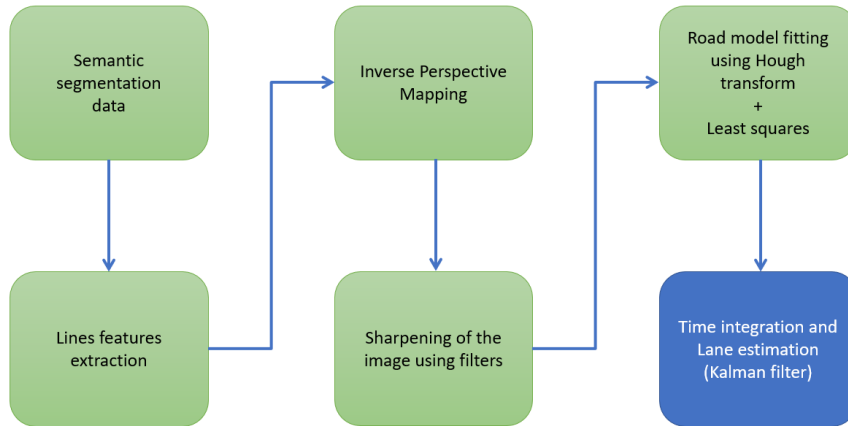 Semantic
segmentation
data
Lines features
extraction
Inverse Perspective
Mapping
Sharpening of the
image using filters
Road model fitting
using Hough
transform
+
Least squares
Time integration and
Lane estimation
(Kalman filter)